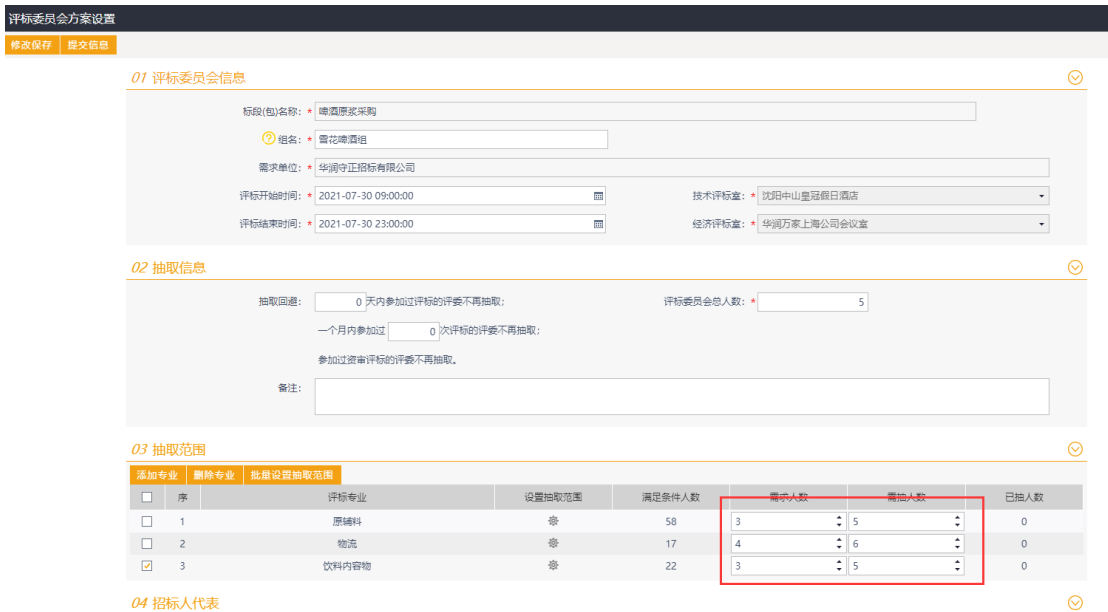 评标委员会方案设置
修改保存 提交信息
01 评标委员会信息
标段(包)名称: * 啤酒原浆采购
? 组名: * 雪花啤酒组
需求单位: * 华润守正招标有限公司
评标开始时间: * 2021-07-30 09:00:00 技术评标室: * 沈阳中山皇冠假日酒店
评标结束时间: * 2021-07-30 23:00:00 经济评标室: * 华润万家上海公司会议室
02 抽取信息
抽取回避: 0 天内参加过评标的评委不再抽取; 评标委员会总人数: * 5
一个月内参加过 0 次评标的评委不再抽取;
参加过资审评标的评委不再抽取。
备注:
03 抽取范围
添加专业 删除专业 批量设置抽取范围
序 评标专业 设置抽取范围 满足条件人数 需求人数 需抽人数 已抽人数
1 原辅料 58 3 5 0
2 物流 17 4 6 0
3 饮料内容物 22 3 5 0
04 招标人代表